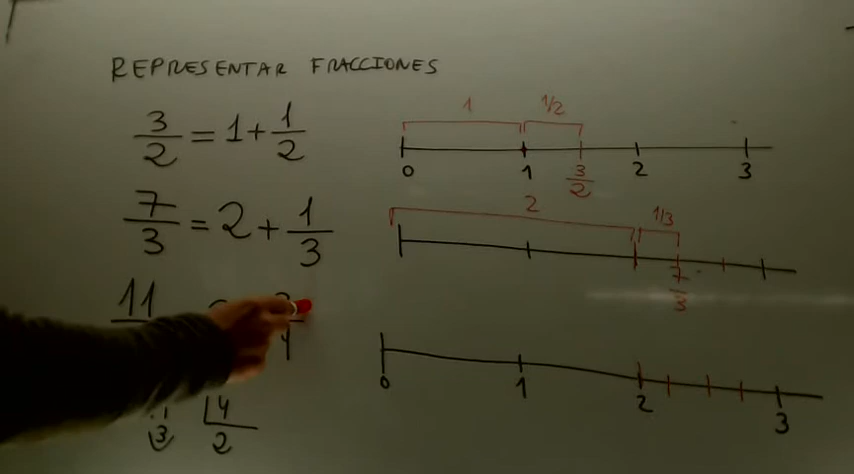 REPRESENTAR FRACCIONES
3/2 = 1 + 1/2
1 1/2
0 1 3/2 2 3
7/3 = 2 + 1/3
2 1/3
7/3
11
4
0 1 2 3
3 4
2